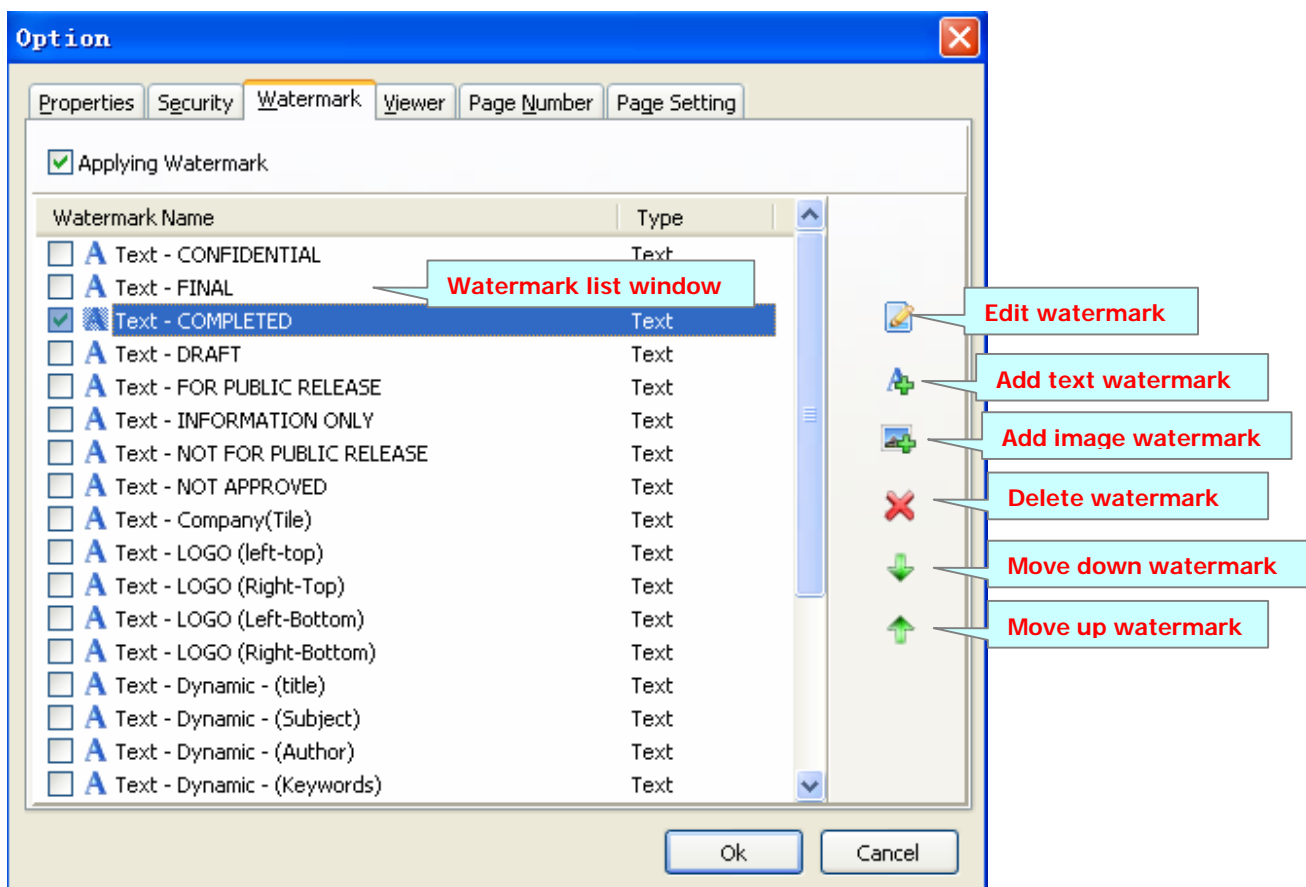 Option
Properties Security Watermark Viewer Page Number Page Setting
Applying Watermark
Watermark Name Type
Text - CONFIDENTIAL Text
Text - FINAL
Watermark list window
Text - COMPLETED Text
Edit watermark
Text - DRAFT Text
Text - FOR PUBLIC RELEASE Text
Add text watermark
Text - INFORMATION ONLY Text
Add image watermark
Text - NOT FOR PUBLIC RELEASE Text
Text - NOT APPROVED Text
Delete watermark
Text - Company(Tile) Text
Text - LOGO (left-top) Text
Move down watermark
Text - LOGO (Right-Top) Text
Text - LOGO (Left-Bottom) Text
Move up watermark
Text - LOGO (Right-Bottom) Text
Text - Dynamic - (title) Text
Text - Dynamic - (Subject) Text
Text - Dynamic - (Author) Text
Text - Dynamic - (Keywords) Text
Ok Cancel